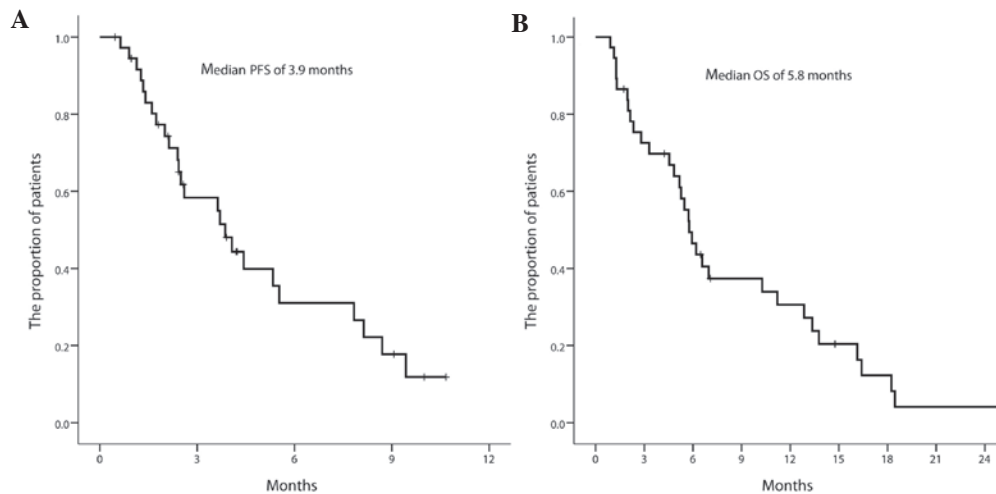 A
Median PFS of 3.9 months
The proportion of patients
1.0
0.8
0.6
0.4
0.2
0.0
0 3 6 9 12
Months
B
Median OS of 5.8 months
The proportion of patients
1.0
0.8
0.6
0.4
0.2
0.0
0 3 6 9 12 15 18 21 24
Months